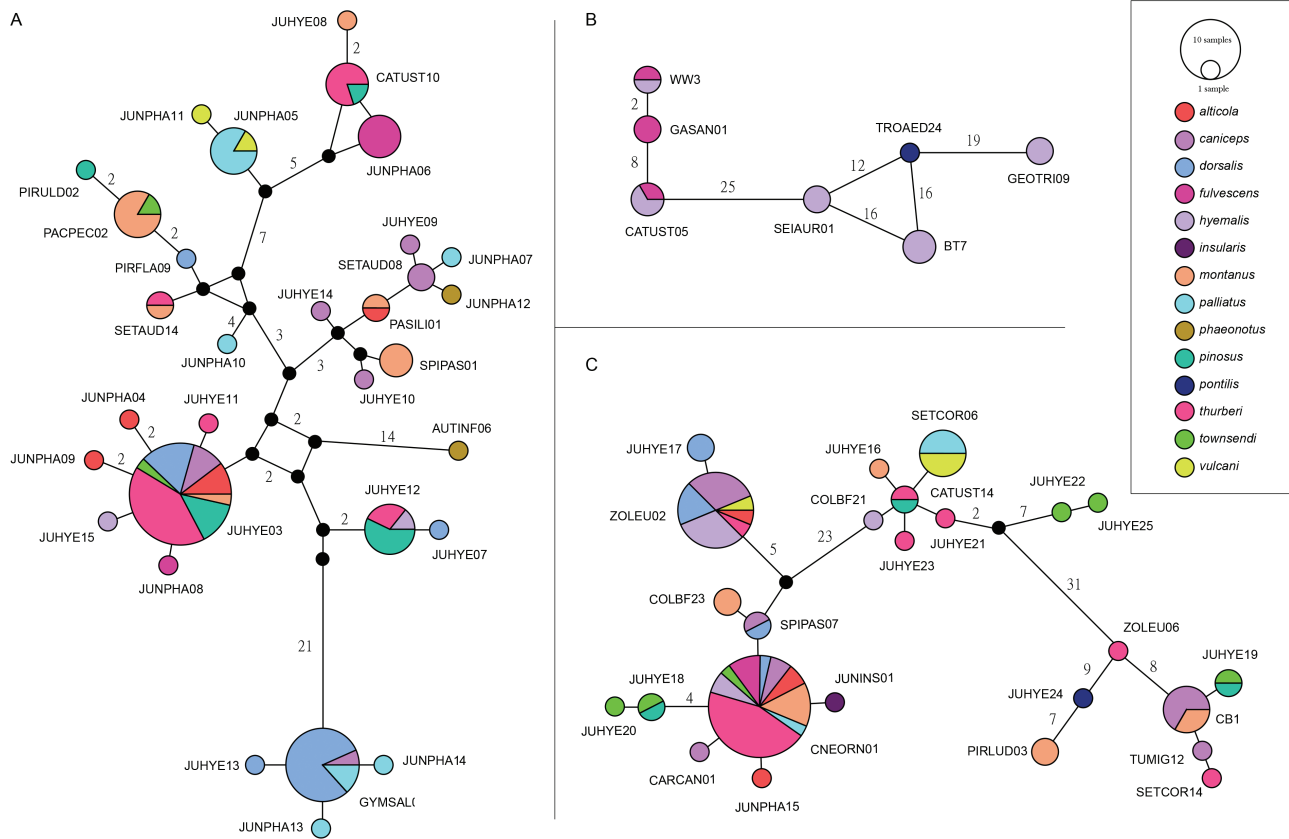 A
JUHYE08
2
CATUST10
JUNPHA11
JUNPHA05
5
JUNPHA06
PIRULD02
2
PACPEC02
2
7
JUHYE09
PIRFLA09
SETAUD08
JUNPHA07
JUHYE14
JUNPHA12
SETAUD14
4
PASILI01
JUNPHA10
3
3
SPIPAS01
JUHYE10
JUNPHA04
JUHYE11
2
2
AUTINF06
14
JUNPHA09
2
2
JUHYE12
JUHYE03
2
JUHYE15
JUHYE07
JUNPHA08
21
JUHYE13
JUNPHA14
GYMSAL(
JUNPHA13
B
WW3
2
GASAN01
TROAED24
19
8
12
GEOTRI09
25
16
16
CATUST05
SEIAUR01
BT7
C
SETCOR06
JUHYE17
JUHYE16
JUHYE22
COLBF21
CATUST14
ZOLEU02
2
7
JUHYE25
23
JUHYE21
5
JUHYE23
31
COLBF23
SPIPAS07
ZOLEU06
JUHYE18
JUNINS01
9
8
JUHYE19
4
JUHYE24
JUHYE20
CNEORN01
7
CB1
PIRLUD03
CARCAN01
TUMIG12
JUNPHA15
SETCOR14
10 samples
1 sample
alticola
caniceps
dorsalis
fulvescens
hyemalis
insularis
montanus
palliatus
phaeonotus
pinosus
pontilis
thurberi
townsendi
vulcani